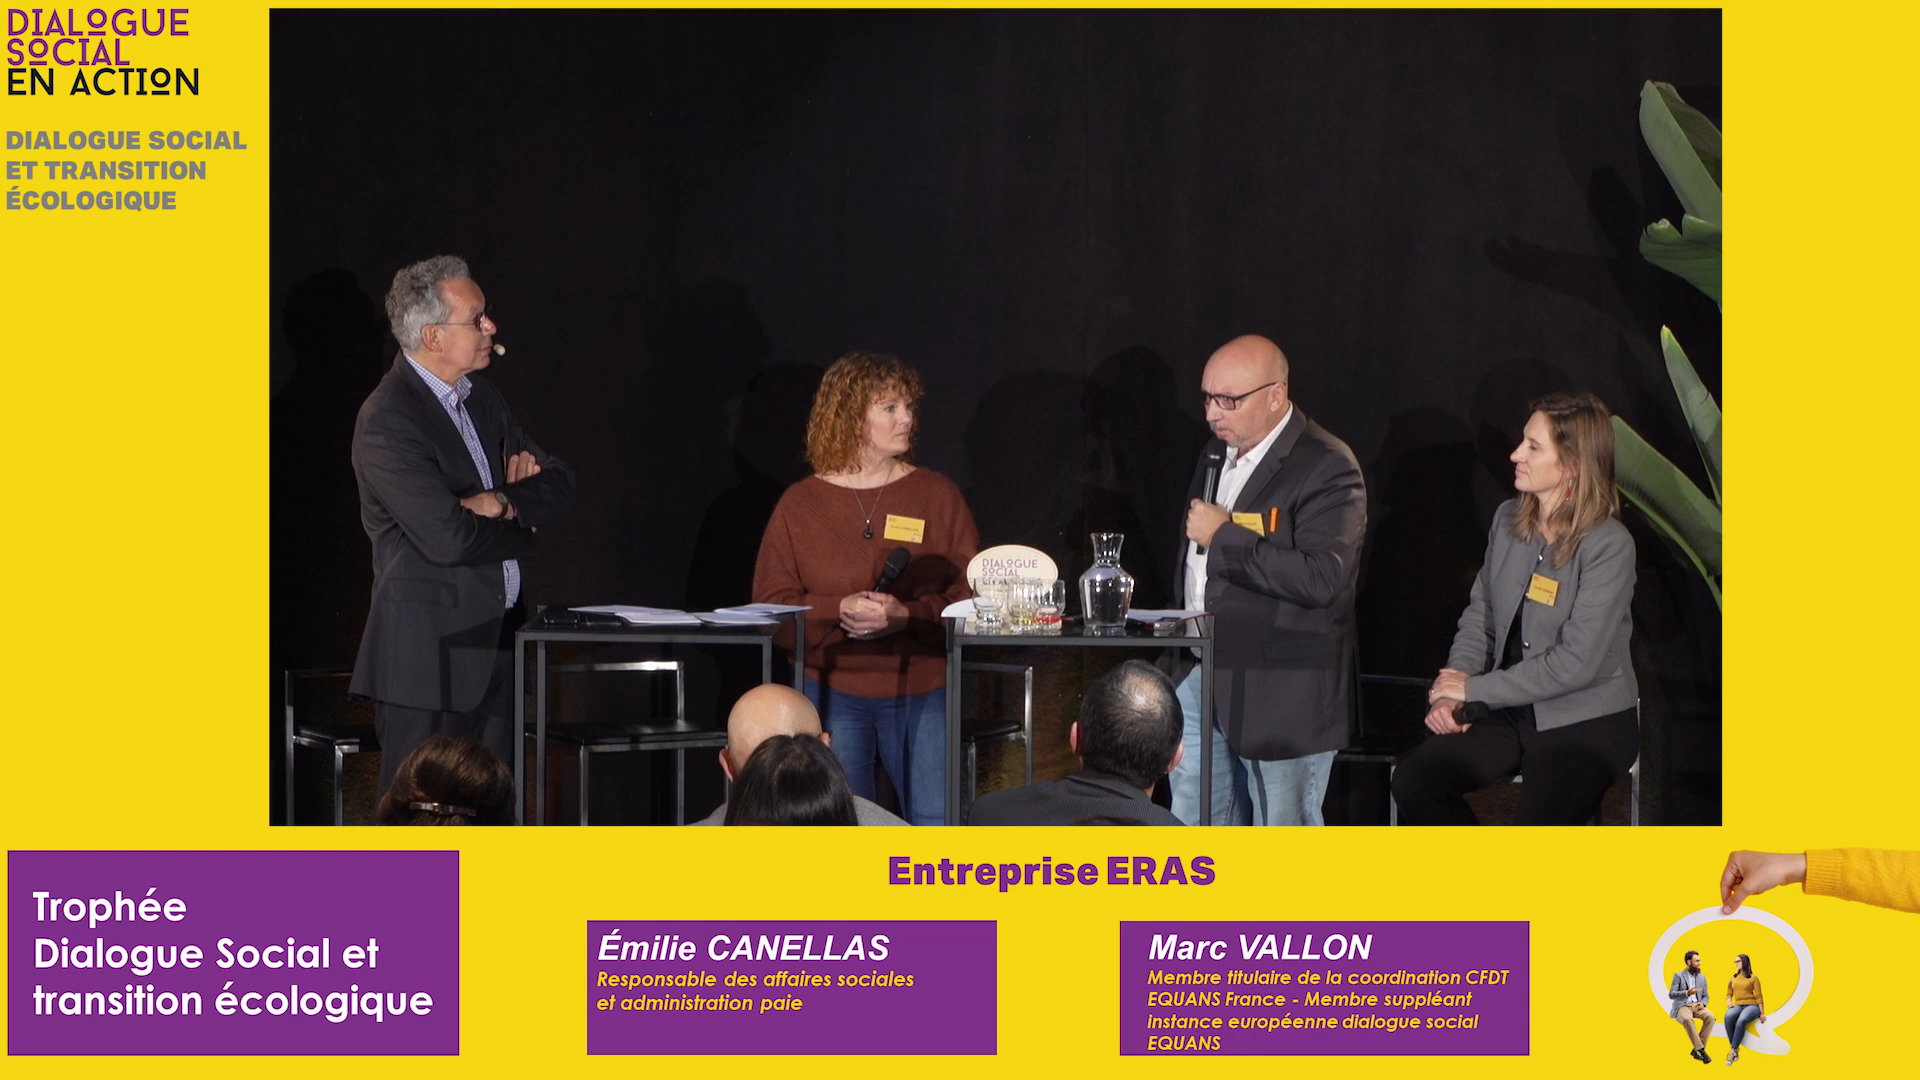 DIALOGUE
SOCIAL
EN ACTION
DIALOGUE SOCIAL
ET TRANSITION
ÉCOLOGIQUE
DIALOGUE
SOCIAL
Entreprise ERAS
Trophée
Dialogue Social et
transition écologique
Émilie CANELLAS
Responsable des affaires sociales
et administration paie
Marc VALLON
Membre titulaire de la coordination CFDT
EQUANS France - Membre suppléant
instance européenne dialogue social
EQUANS